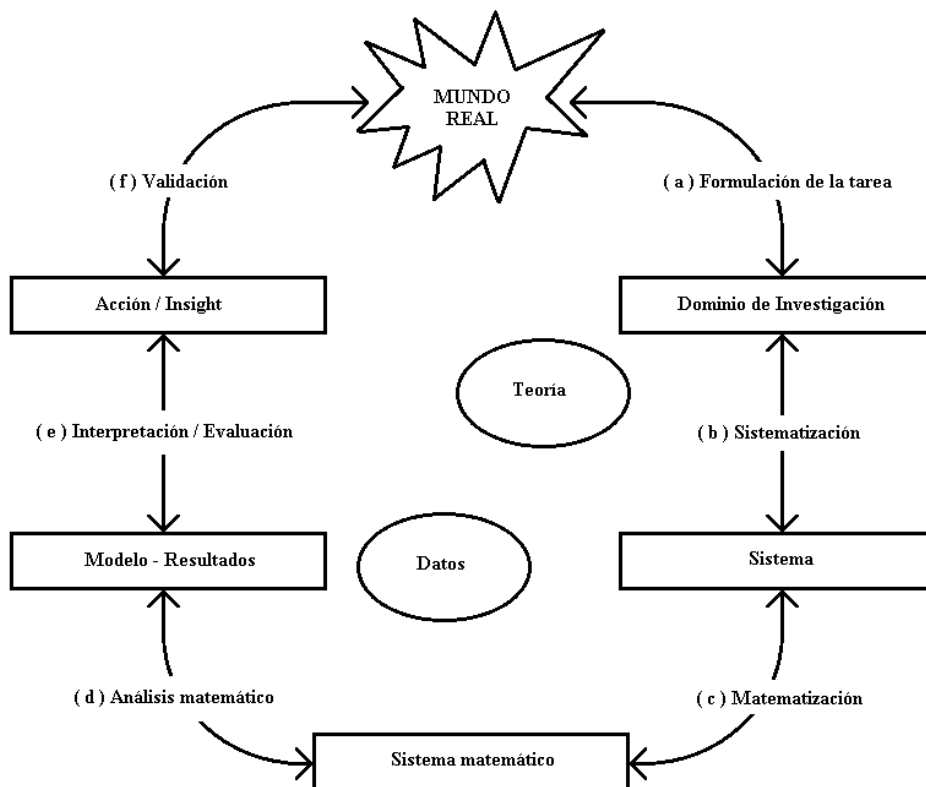 MUNDO
REAL
( f ) Validación
( a ) Formulación de la tarea
Acción / Insight
Dominio de Investigación
Teoría
( e ) Interpretación / Evaluación
( b ) Sistematización
Modelo - Resultados
Datos
Sistema
( d ) Análisis matemático
( c ) Matematización
Sistema matemático